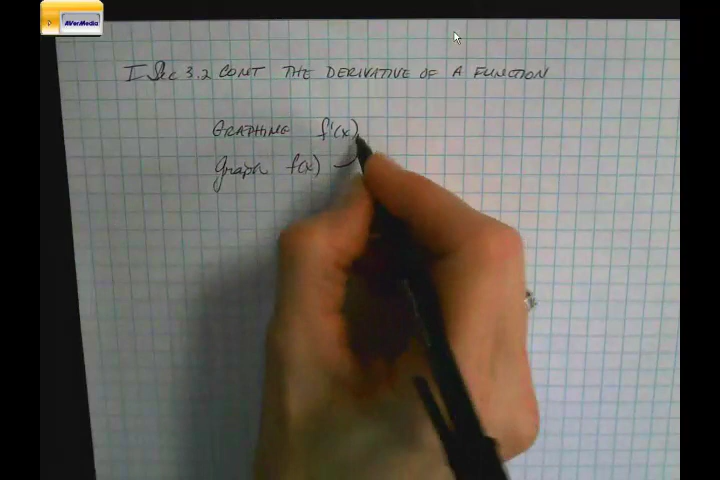 AVerMedia
I Sec 3.2 CONT THE DERIVATIVE OF A FUNCTION
GRAPHING f'(x)
graph f(x)